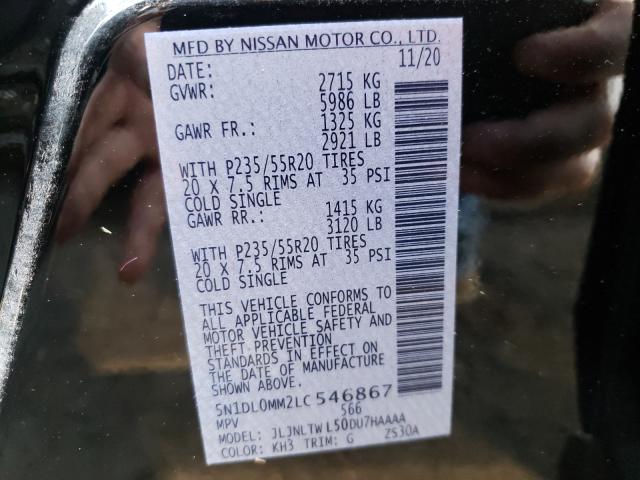 MFD BY NISSAN MOTOR CO., LTD.
DATE: 11/20
GVWR: 2715 KG
5986 LB
GAWR FR.: 1325 KG
2921 LB
WITH P235/55R20 TIRES
20 X 7.5 RIMS AT 35 PSI
COLD SINGLE
GAWR RR.: 1415 KG
3120 LB
WITH P235/55R20 TIRES
20 X 7.5 RIMS AT 35 PSI
COLD SINGLE
THIS VEHICLE CONFORMS TO
ALL APPLICABLE FEDERAL
MOTOR VEHICLE SAFETY AND
THEFT PREVENTION
STANDARDS IN EFFECT ON
THE DATE OF MANUFACTURE
SHOWN ABOVE.
5N1DL0MM2LC 546867
MPV S66
MODEL: JLJNLTWL50DU7HAAAA
COLOR: KH3 TRIM: G ZS30A